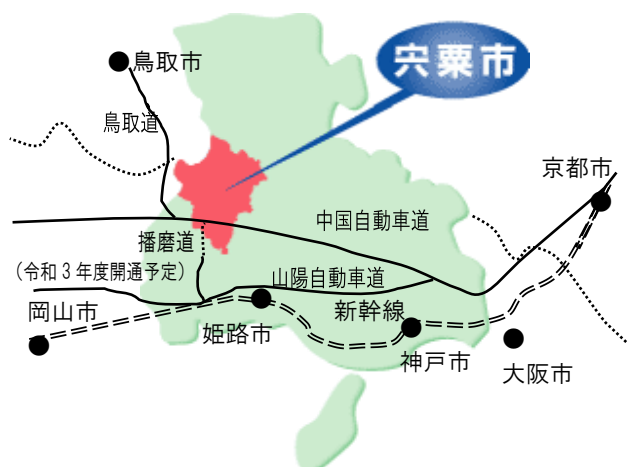 宍粟市
鳥取市
鳥取道
京都市
中国自動車道
播磨道
(令和3年度開通予定)
山陽自動車道
岡山市
新幹線
姫路市
神戸市
大阪市